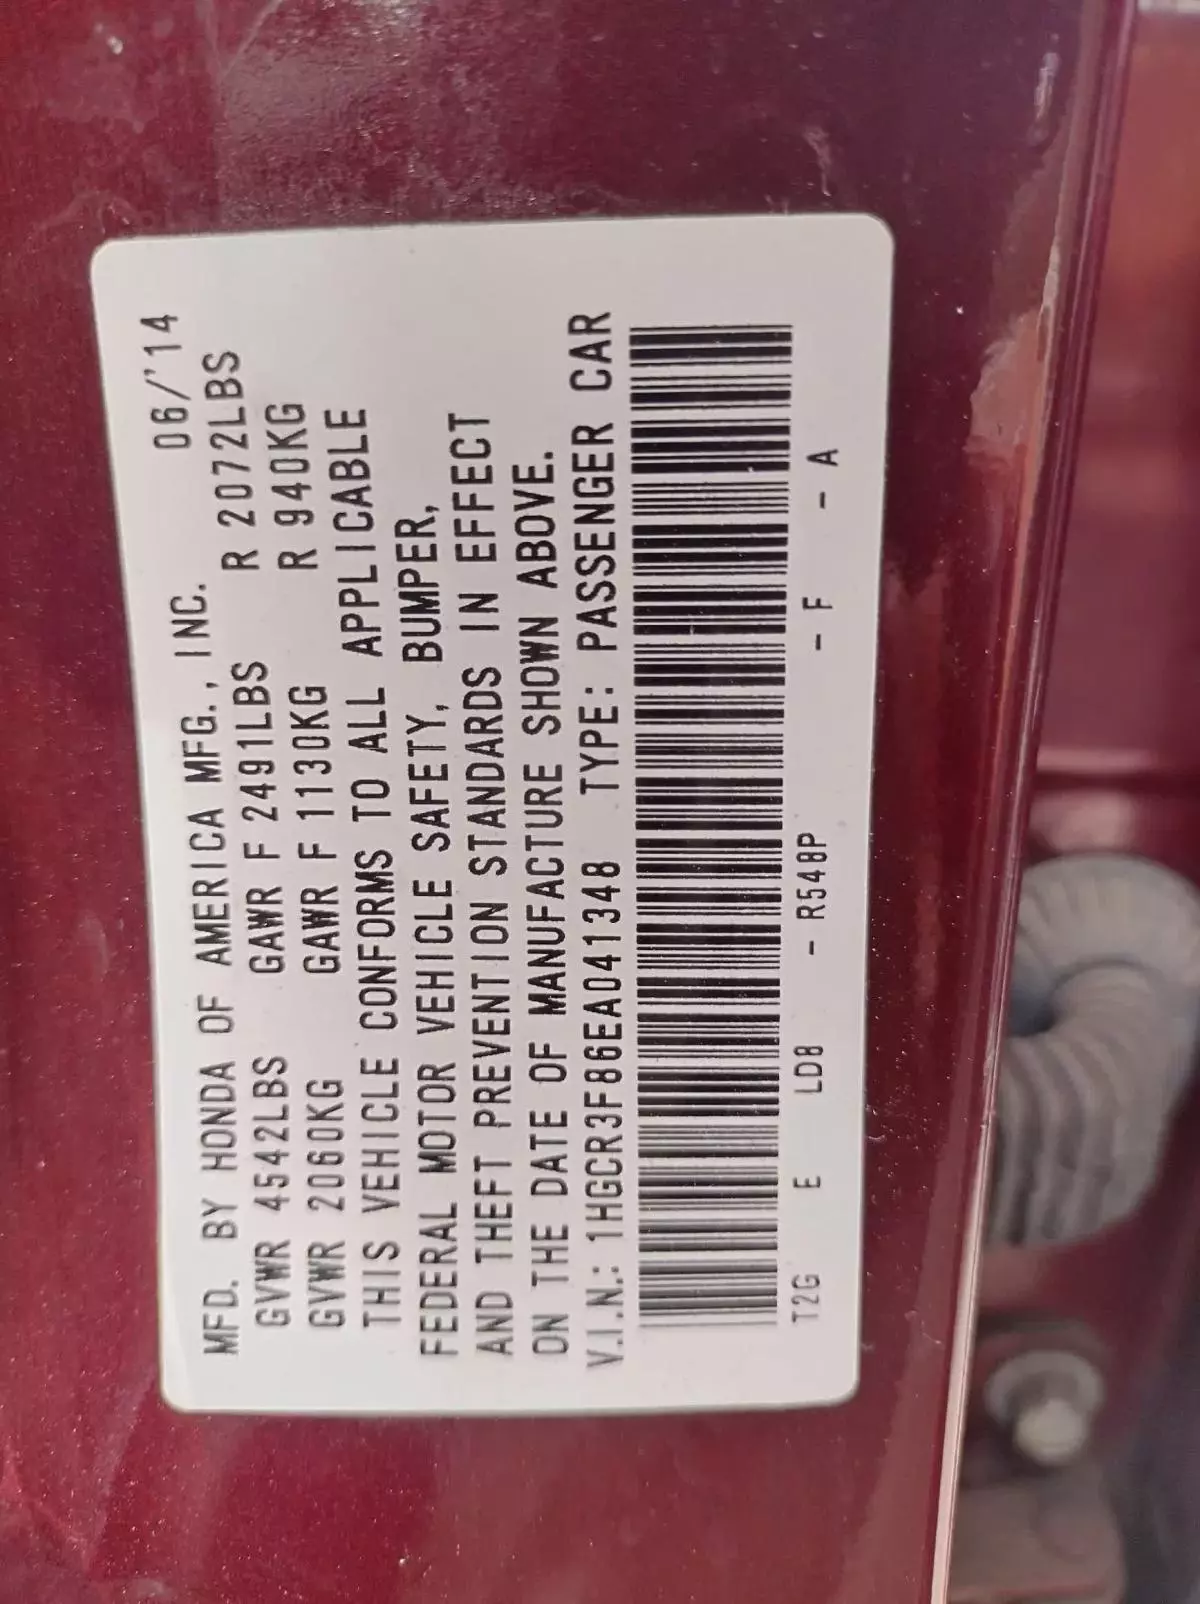 MFD. BY HONDA OF AMERICA MFG., INC. 06/'14
GVWR 4542LBS GAWR F 2491LBS R 2072LBS
GVWR 2060KG GAWR F 1130KG R 940KG
THIS VEHICLE CONFORMS TO ALL APPLICABLE
FEDERAL MOTOR VEHICLE SAFETY, BUMPER,
AND THEFT PREVENTION STANDARDS IN EFFECT
ON THE DATE OF MANUFACTURE SHOWN ABOVE.
V.I.N.: 1HGCR3F86EA041348 TYPE: PASSENGER CAR
T2G E LD8 - R548P - F - A